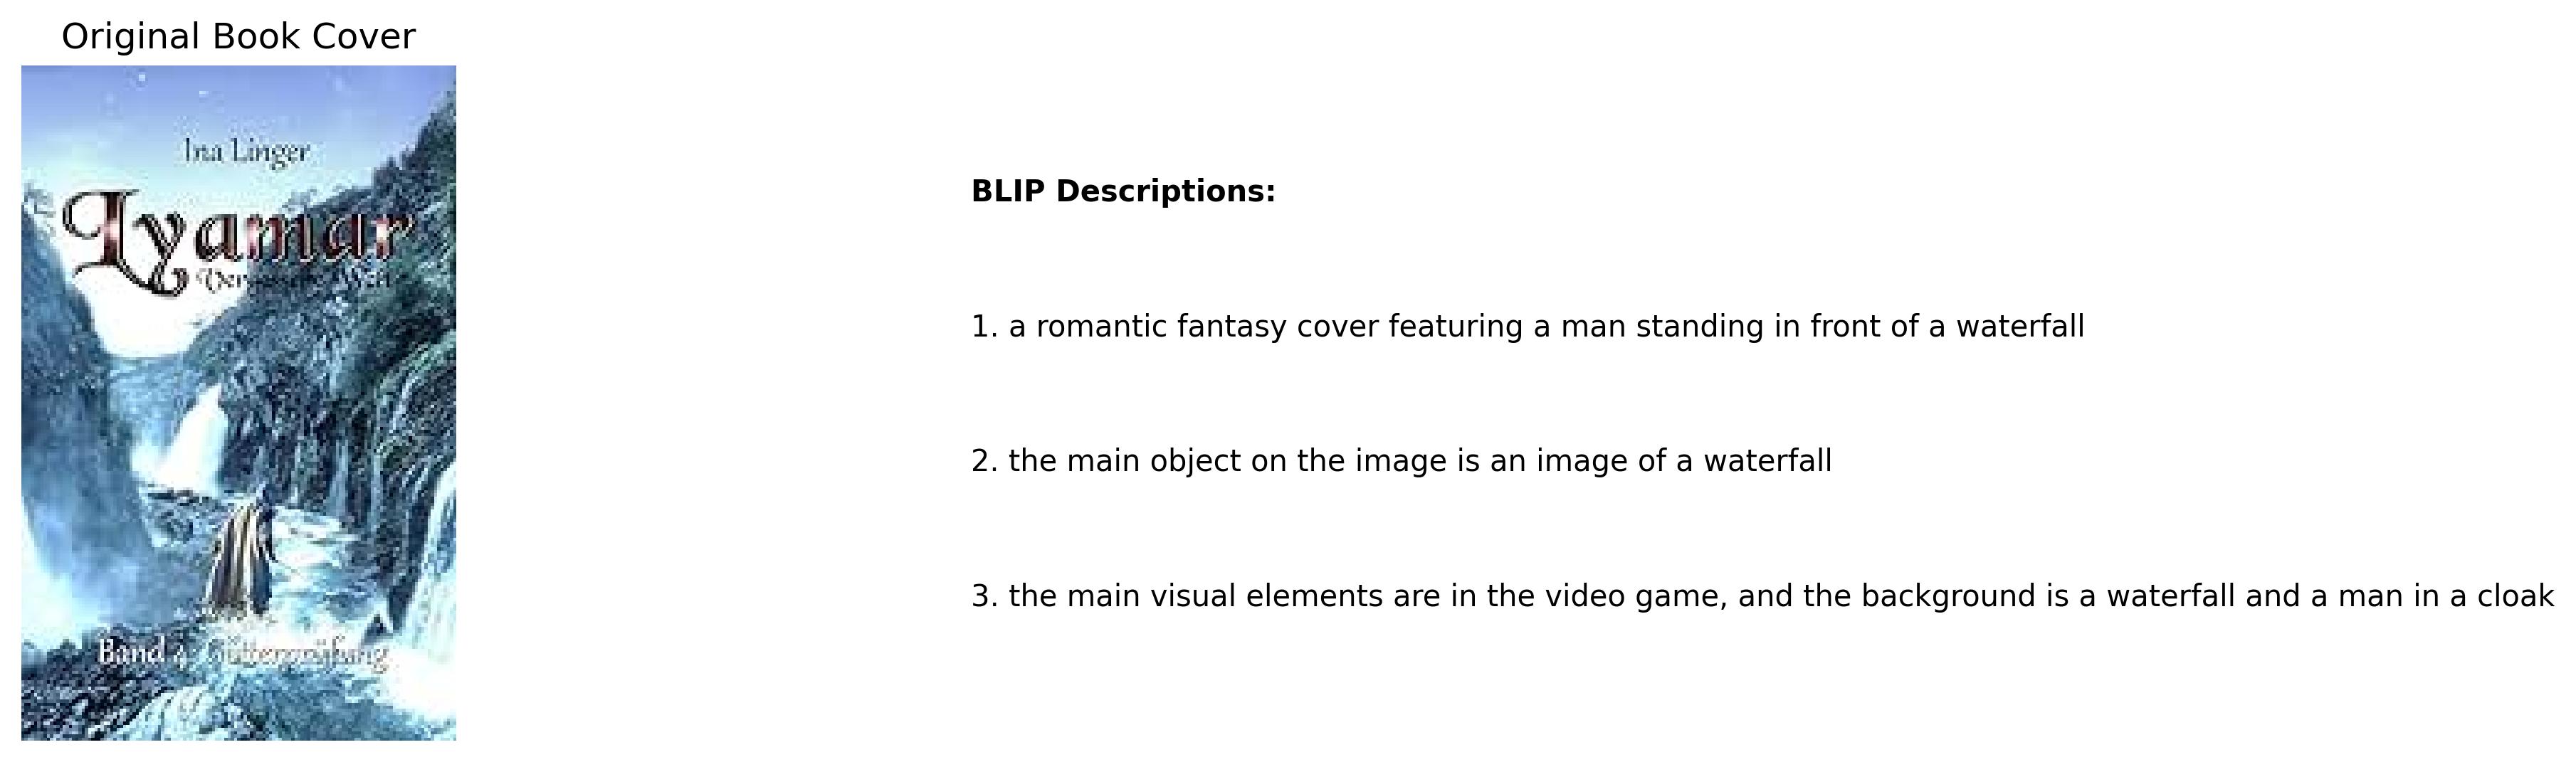 Original Book Cover
Ina Linger
Lyamar
Welt
Band 4
BLIP Descriptions:
1. a romantic fantasy cover featuring a man standing in front of a waterfall
2. the main object on the image is an image of a waterfall
3. the main visual elements are in the video game, and the background is a waterfall and a man in a cloak